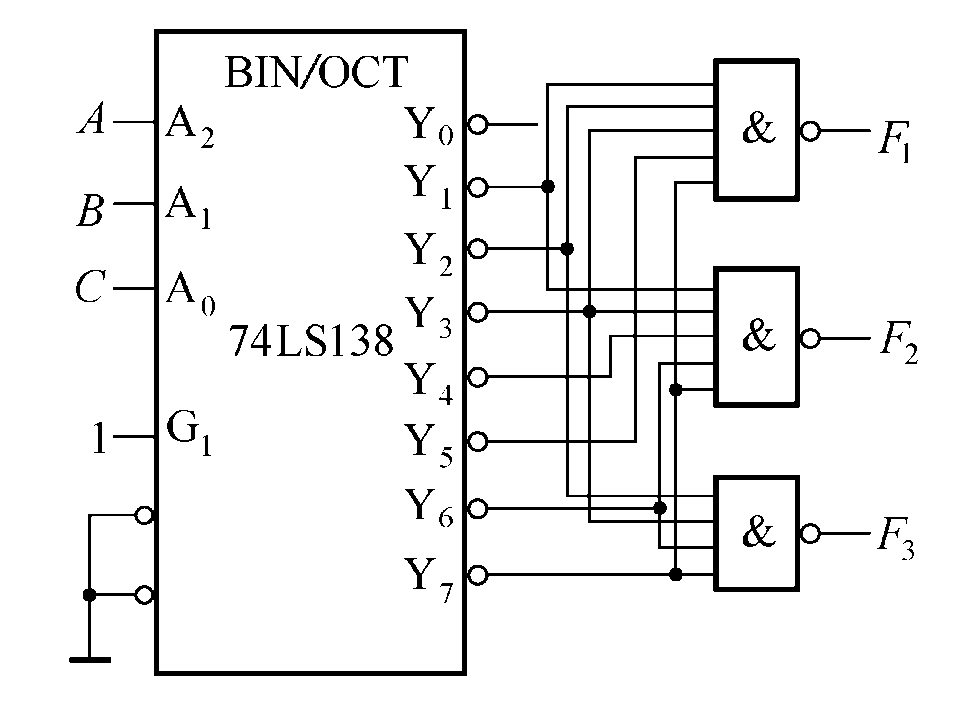 BIN/OCT
A A₂ Y₀ & F₁
Y₁
B A₁
Y₂
C A₀ Y₃ & F₂
74LS138
Y₄
1 G₁ Y₅
Y₆ & F₃
Y₇